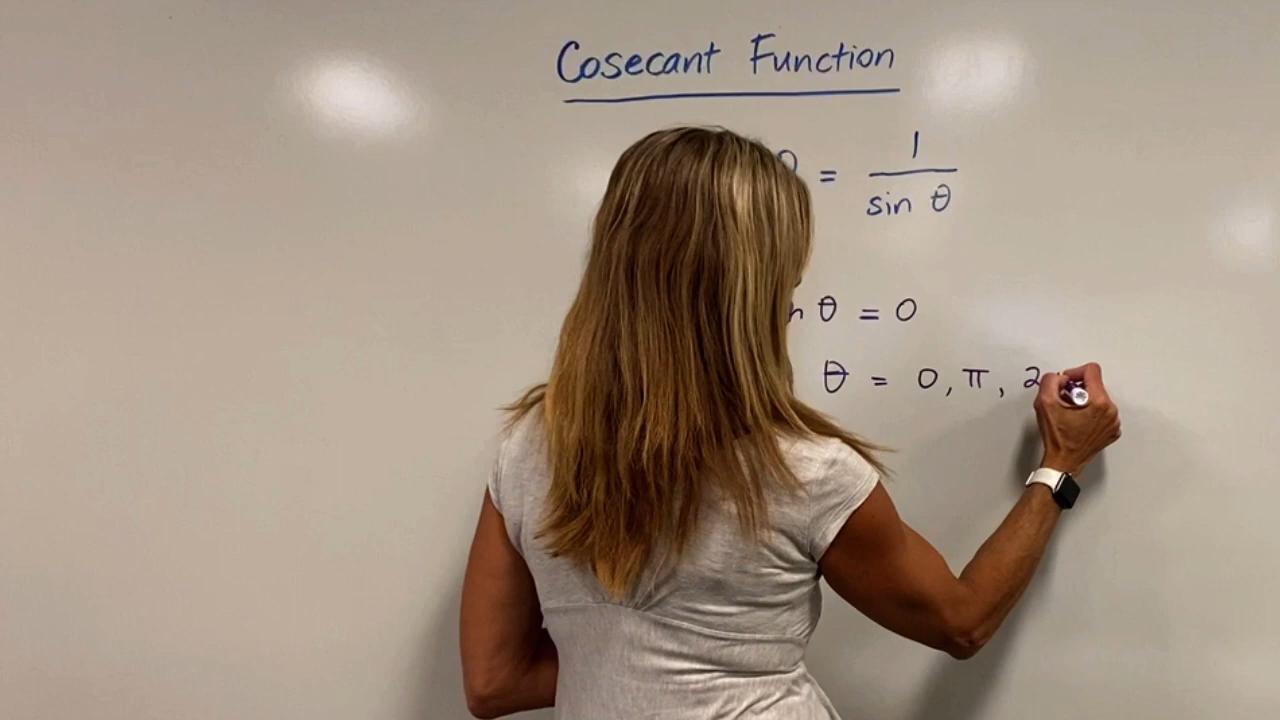 Cosecant Function
θ = 1 / sin θ
n θ = 0
θ = 0, π, 2